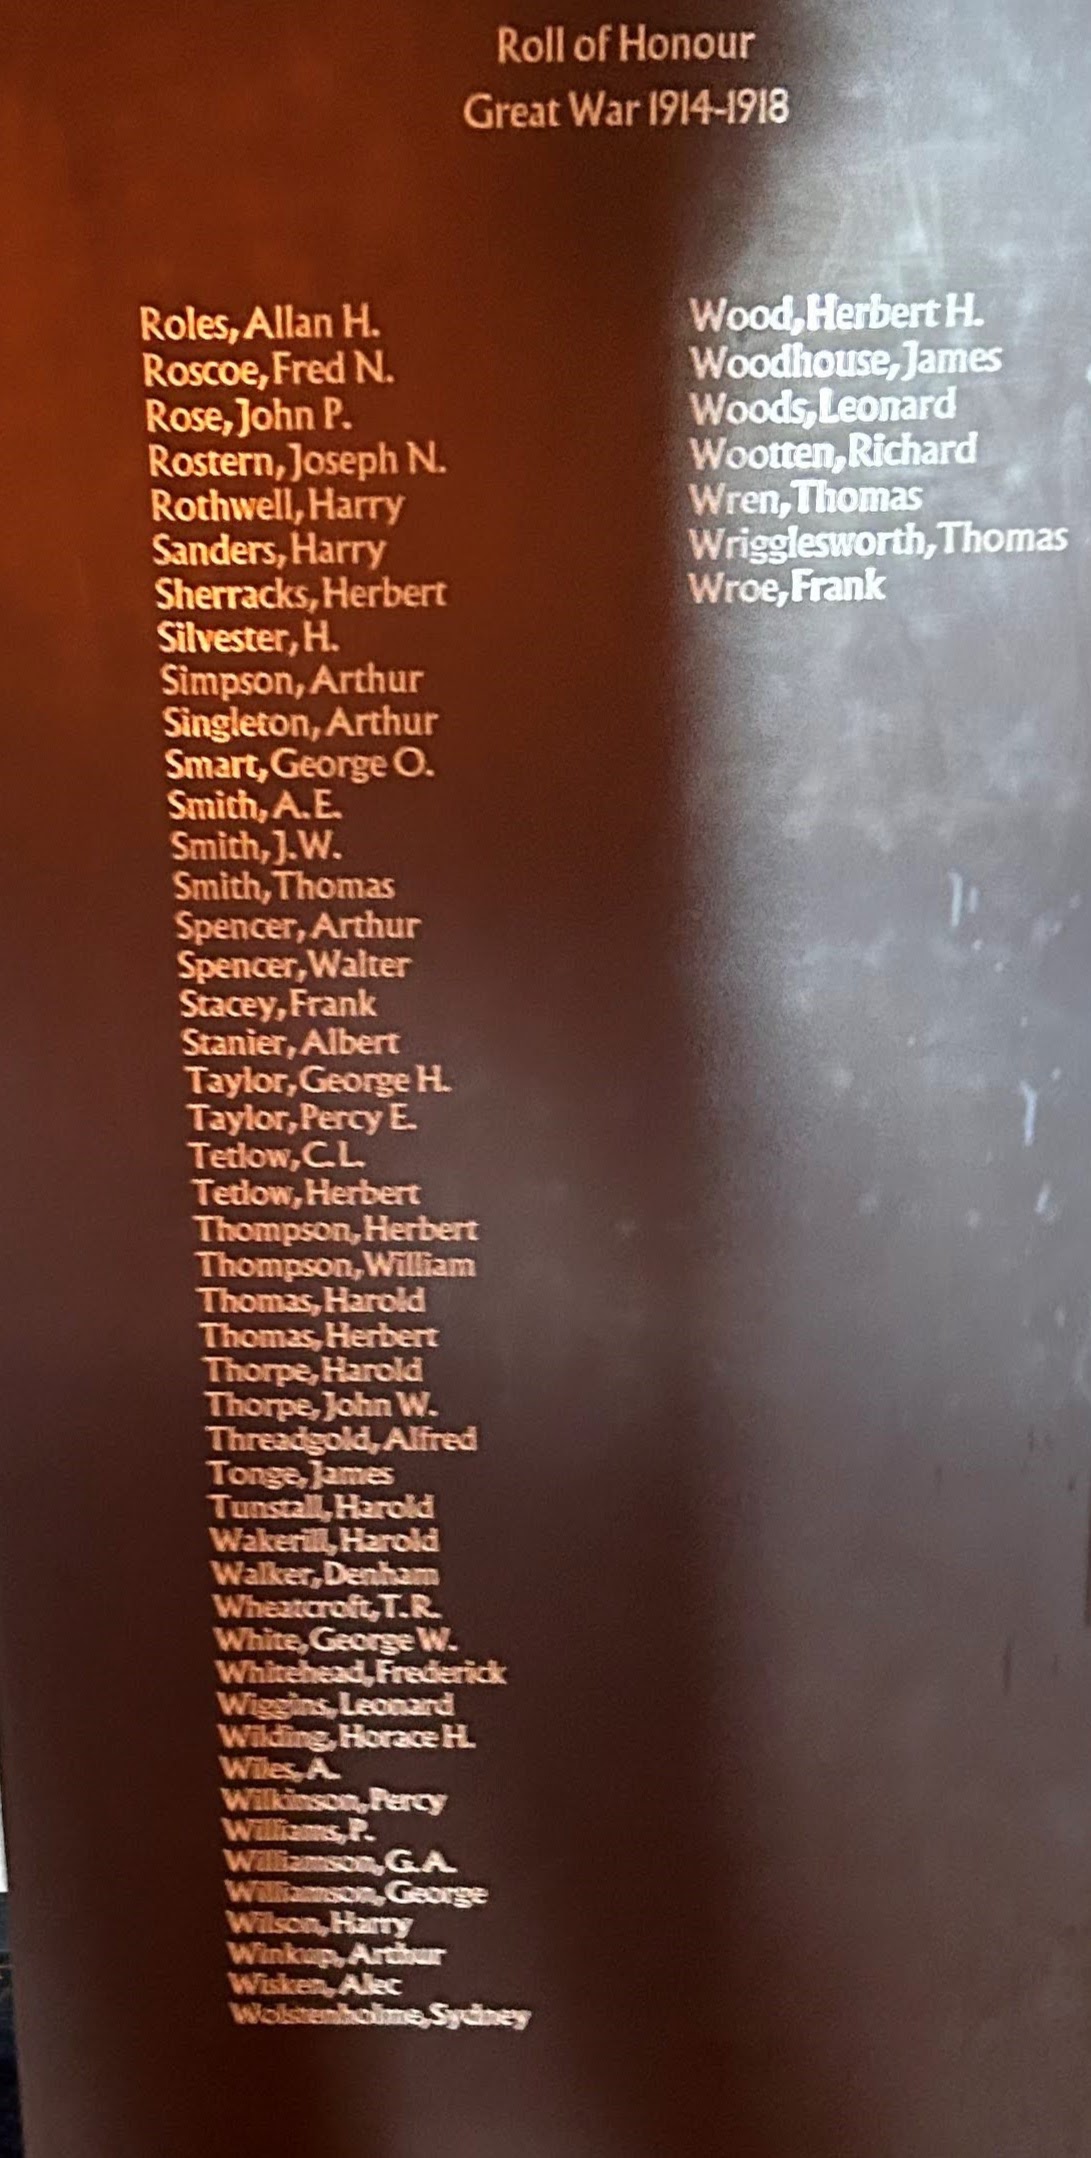 Roll of Honour
Great War 1914-1918
Roles, Allan H.
Roscoe, Fred N.
Rose, John P.
Rostern, Joseph N.
Rothwell, Harry
Sanders, Harry
Sherracks, Herbert
Silvester, H.
Simpson, Arthur
Singleton, Arthur
Smart, George O.
Smith, A.E.
Smith, J.W.
Smith, Thomas
Spencer, Arthur
Spencer, Walter
Stacey, Frank
Stanier, Albert
Taylor, George H.
Taylor, Percy E.
Tetlow, C.L.
Tetlow, Herbert
Thompson, Herbert
Thompson, William
Thomas, Harold
Thomas, Herbert
Thorpe, Harold
Thorpe, John W.
Threadgold, Alfred
Tonge, James
Tunstall, Harold
Wakerill, Harold
Walker, Denham
Wheatcroft, T.R.
White, George W.
Whitehead, Frederick
Wiggins, Leonard
Wilding, Horace H.
Wiles, A.
Wilkinson, Percy
Williams, P.
Williamson, G.A.
Williamson, George
Wilson, Harry
Winkup, Arthur
Wisken, Alec
Wolstenholme, Sydney
Wood, Herbert H.
Woodhouse, James
Woods, Leonard
Wootten, Richard
Wren, Thomas
Wrigglesworth, Thomas
Wroe, Frank